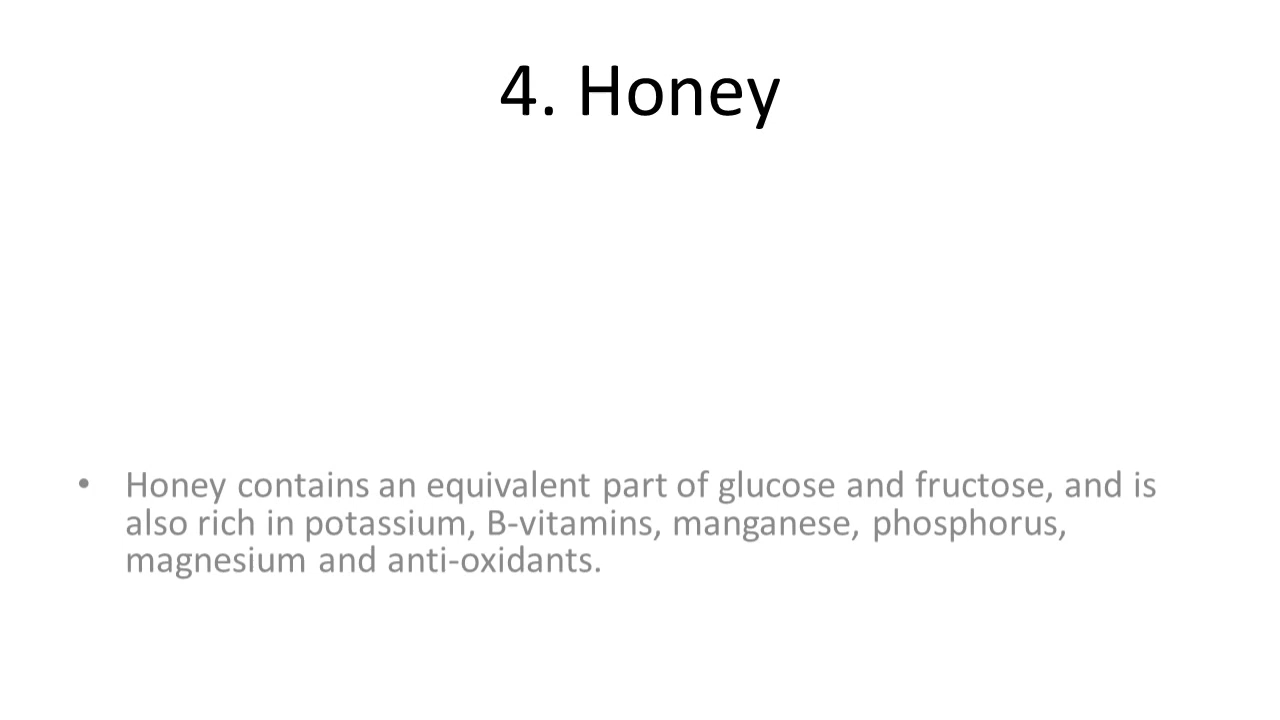 4. Honey
• Honey contains an equivalent part of glucose and fructose, and is
also rich in potassium, B-vitamins, manganese, phosphorus,
magnesium and anti-oxidants.